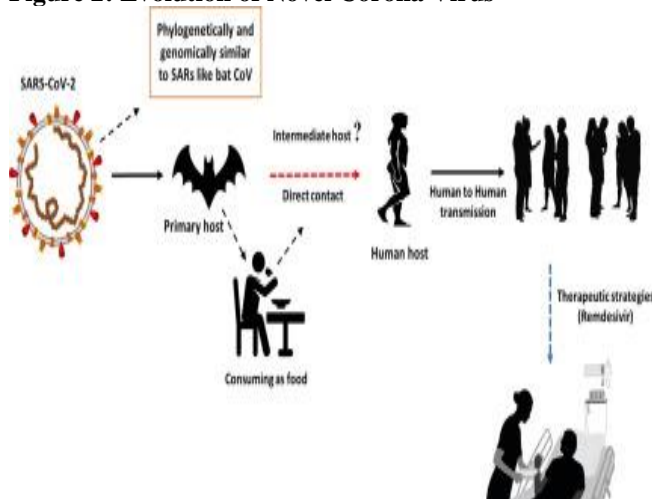 Figure 2: Evolution of Novel Corona Virus
Phylogenetically and
genomically similar
to SARs like bat CoV
SARS-CoV-2
Intermediate host ?
Direct contact
Primary host
Human host
Human to Human
transmission
Consuming as food
Therapeutic strategies
(Remdesivir)